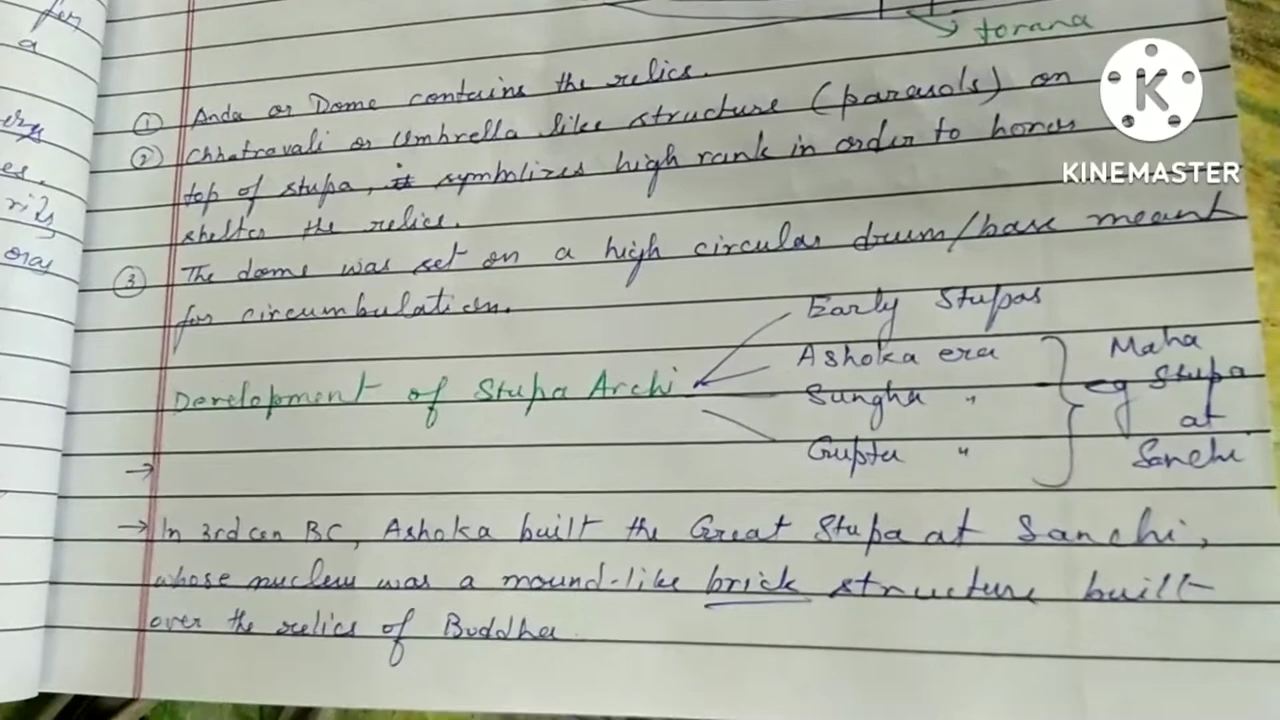 torana
① Anda or Dome contains the relics.
② Chhatravali or Umbrella like structure (parasols) on
top of stupa, it symbolizes high rank in order to honor
shelter the relics.
③ The dome was set on a high circular drum/base meant
for circumbulation.
Development of Stupa Archi
Early Stupas
Ashoka era
Sungha "
Gupta "
Maha
eg Stupa
at
Sanchi
→
→ In 3rd cen BC, Ashoka built the Great Stupa at Sanchi,
whose nucleus was a mound-like brick structure built
over the relics of Buddha.
K
KINEMASTER